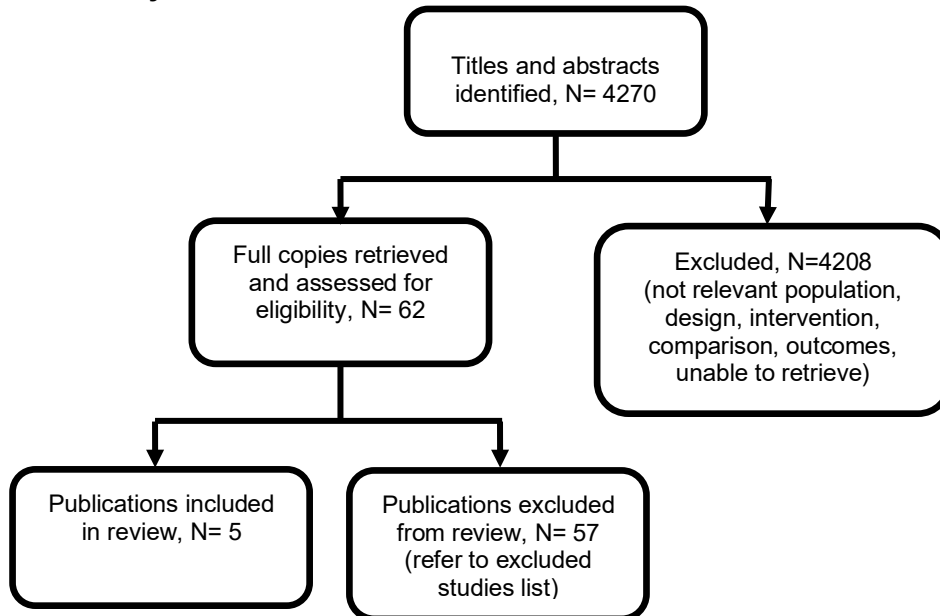 Titles and abstracts
identified, N= 4270
Full copies retrieved
and assessed for
eligibility, N= 62
Excluded, N=4208
(not relevant population,
design, intervention,
comparison, outcomes,
unable to retrieve)
Publications included
in review, N= 5
Publications excluded
from review, N= 57
(refer to excluded
studies list)